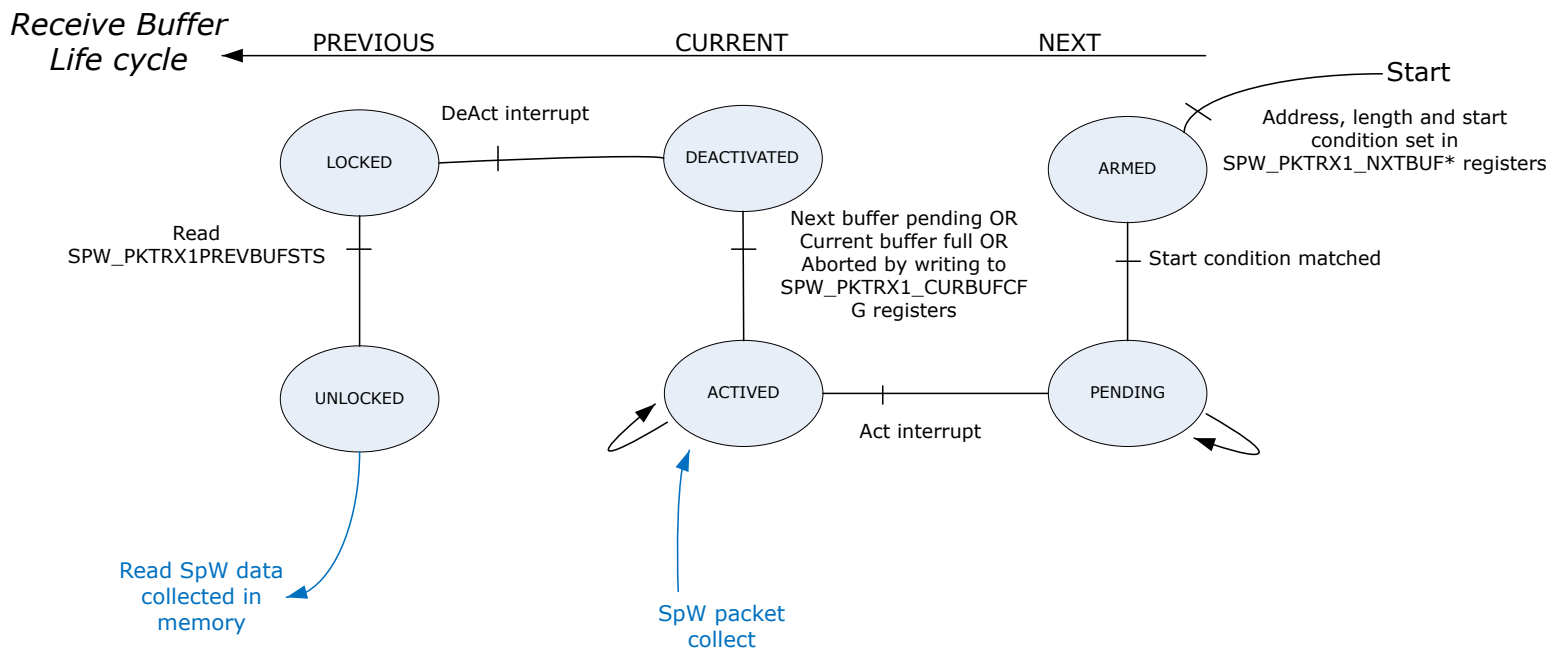 Receive Buffer
Life cycle
PREVIOUS
CURRENT
NEXT
Start
Address, length and start
condition set in
SPW_PKTRX1_NXTBUF* registers
DeAct interrupt
LOCKED
DEACTIVATED
ARMED
Read
SPW_PKTRX1PREVBUFSTS
Next buffer pending OR
Current buffer full OR
Aborted by writing to
SPW_PKTRX1_CURBUFCF
G registers
Start condition matched
UNLOCKED
ACTIVED
PENDING
Act interrupt
Read SpW data
collected in
memory
SpW packet
collect